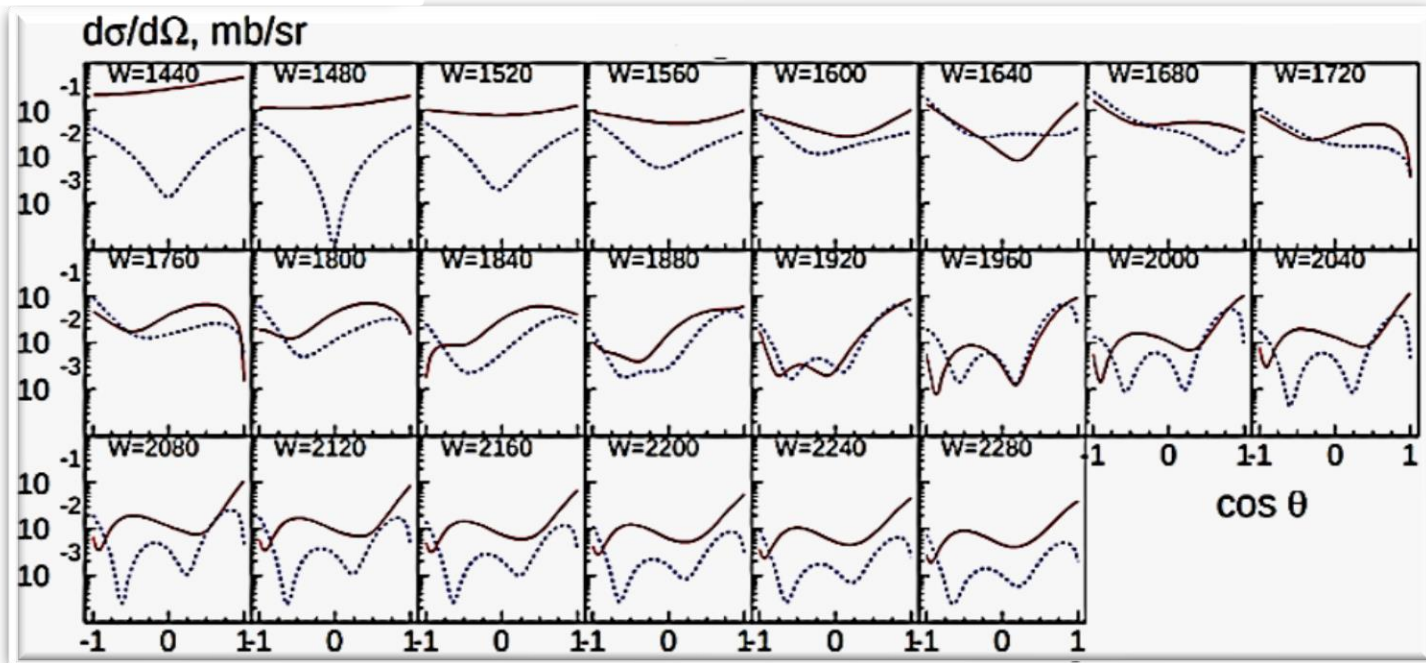 dσ/dΩ, mb/sr
W=1440 W=1480 W=1520 W=1560 W=1600 W=1640 W=1680 W=1720
10 -1
10 -2
10 -3
W=1760 W=1800 W=1840 W=1880 W=1920 W=1960 W=2000 W=2040
10 -1
10 -2
10 -3
W=2080 W=2120 W=2160 W=2200 W=2240 W=2280
-1 0 1 -1 0 1
10 -1
10 -2
cos θ
10 -3
-1 0 1 -1 0 1 -1 0 1 -1 0 1 -1 0 1 -1 0 1